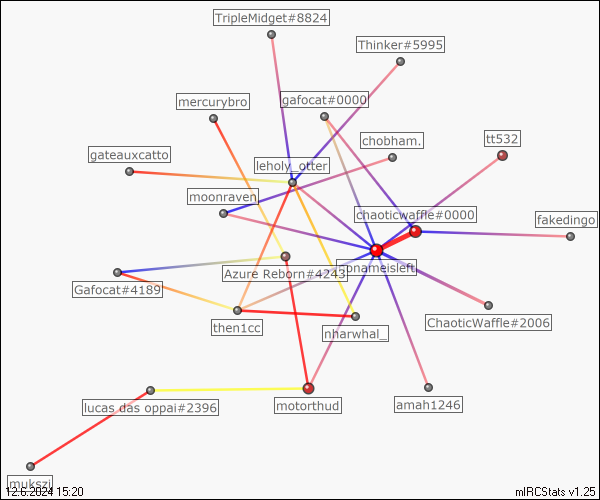 TripleMidget#8824
Thinker#5995
mercurybro
gafocat#0000
chobham.
tt532
gateauxcatto
leholy_otter
moonraven
chaoticwaffle#0000
fakedingo
Azure Reborn#4243
Gafocat#4189
then1cc
nharwhal_
ChaoticWaffle#2006
lucas das oppai#2396
motorthud
amah1246
mukszi
12.6.2024 15:20
mIRCStats v1.25